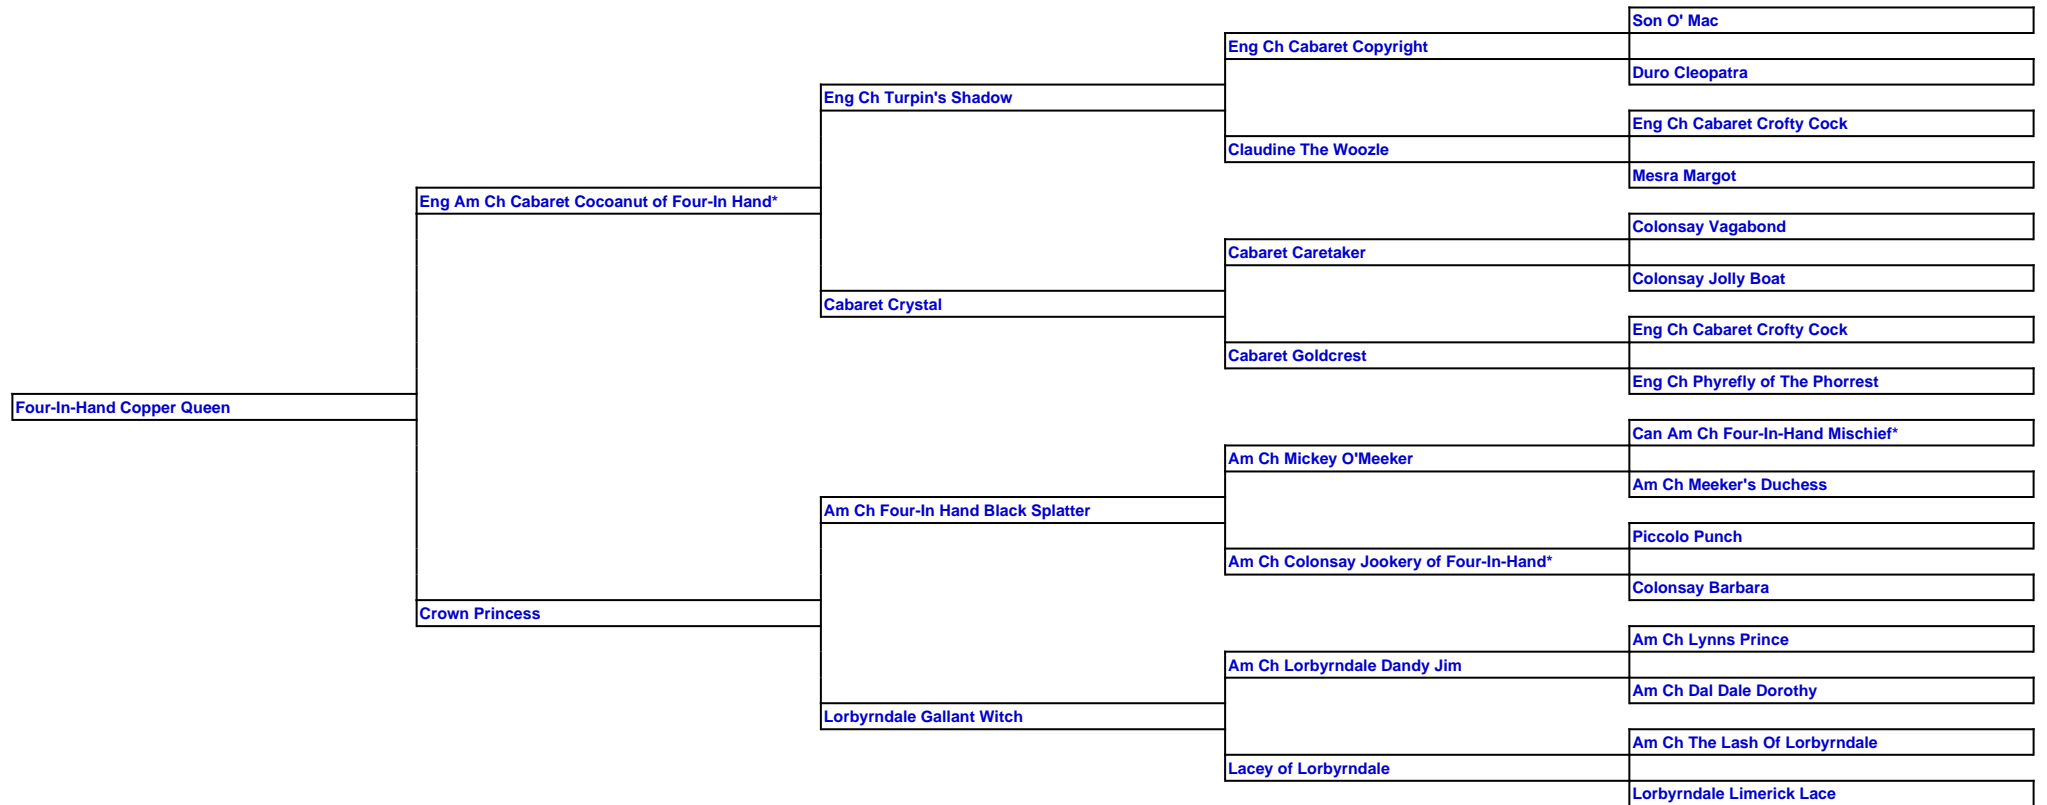 Son O' Mac
Eng Ch Cabaret Copyright
Duro Cleopatra
Eng Ch Turpin's Shadow
Eng Ch Cabaret Crofty Cock
Claudine The Woozle
Mesra Margot
Eng Am Ch Cabaret Cocoanut of Four-In Hand*
Colonsay Vagabond
Cabaret Caretaker
Colonsay Jolly Boat
Cabaret Crystal
Eng Ch Cabaret Crofty Cock
Cabaret Goldcrest
Eng Ch Phyrefly of The Phorrest
Four-In-Hand Copper Queen
Can Am Ch Four-In-Hand Mischief*
Am Ch Mickey O'Meeker
Am Ch Meeker's Duchess
Am Ch Four-In Hand Black Splatter
Piccolo Punch
Am Ch Colonsay Jookery of Four-In-Hand*
Colonsay Barbara
Crown Princess
Am Ch Lynns Prince
Am Ch Lorbyrndale Dandy Jim
Am Ch Dal Dale Dorothy
Lorbyrndale Gallant Witch
Am Ch The Lash Of Lorbyrndale
Lacey of Lorbyrndale
Lorbyrndale Limerick Lace